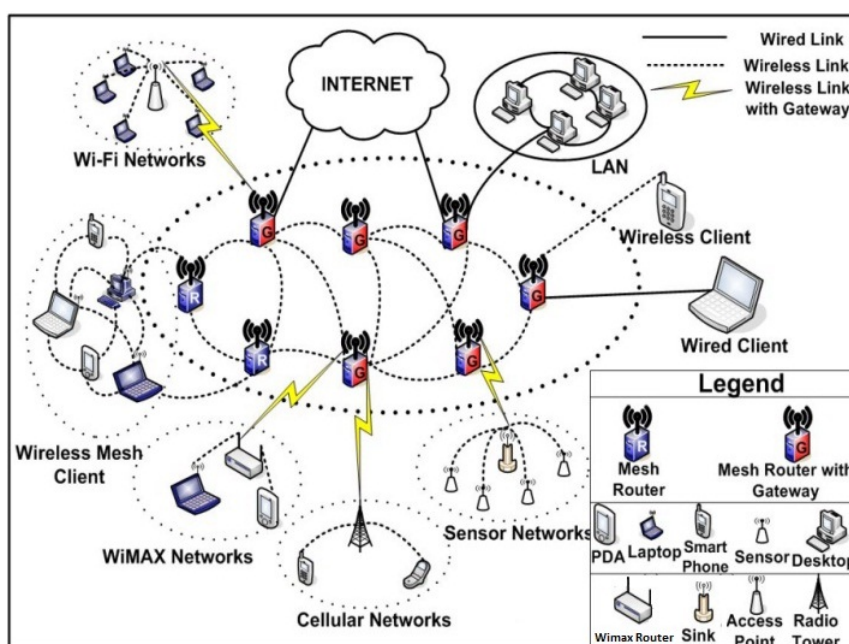 INTERNET
Wired Link
Wireless Link
Wireless Link
with Gateway
Wi-Fi Networks
LAN
G
G
G
Wireless Client
R
G
Wired Client
R
G
G
Wireless Mesh
Client
WiMAX Networks
Sensor Networks
Cellular Networks
Legend
R
G
Mesh
Router
Mesh Router with
Gateway
PDA
Laptop
Smart
Phone
Sensor
Desktop
Wimax Router
Sink
Access
Point
Radio
Tower